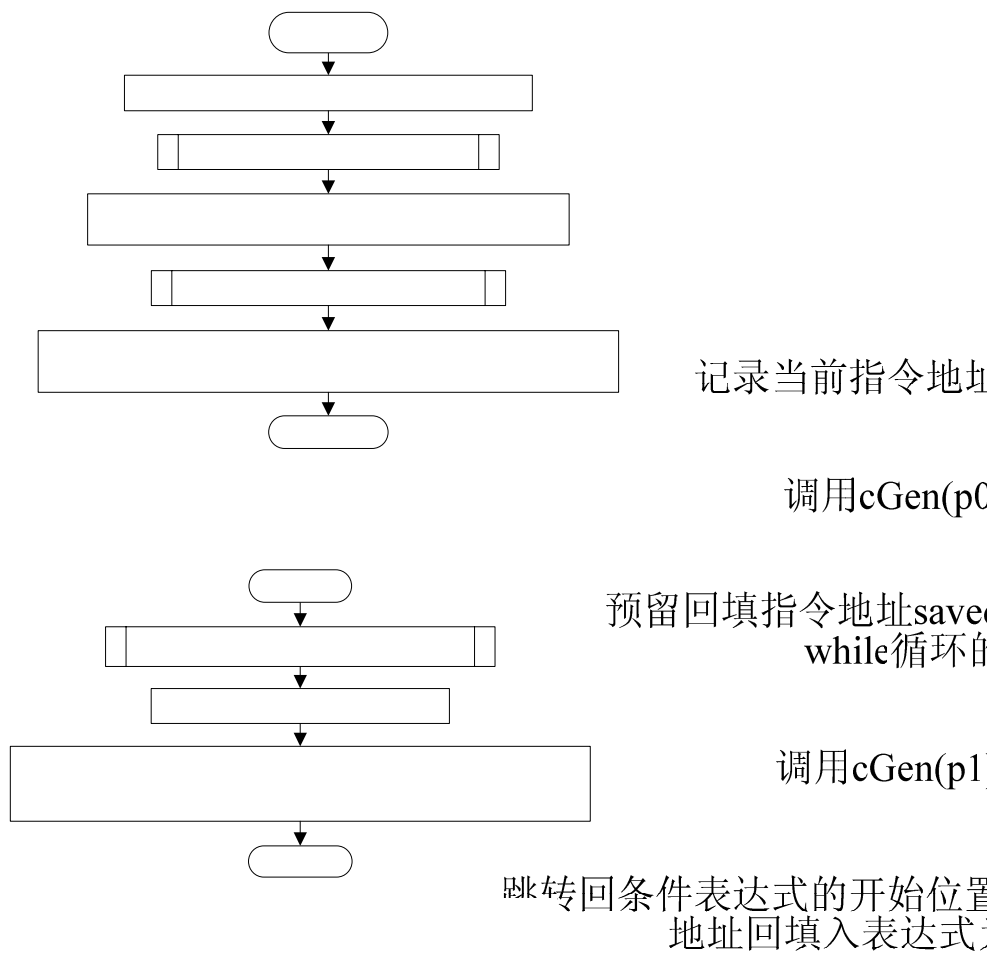 记录当前指令地址
调用cGen(p0
预留回填指令地址saved
while循环的
调用cGen(p1)
跳转回条件表达式的开始位置
地址回填入表达式